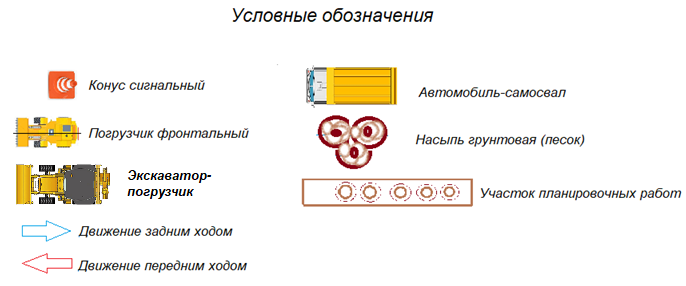 Условные обозначения
Конус сигнальный
Погрузчик фронтальный
Экскаватор-
погрузчик
Движение задним ходом
Движение передним ходом
Автомобиль-самосвал
Насыпь грунтовая (песок)
Участок планировочных работ